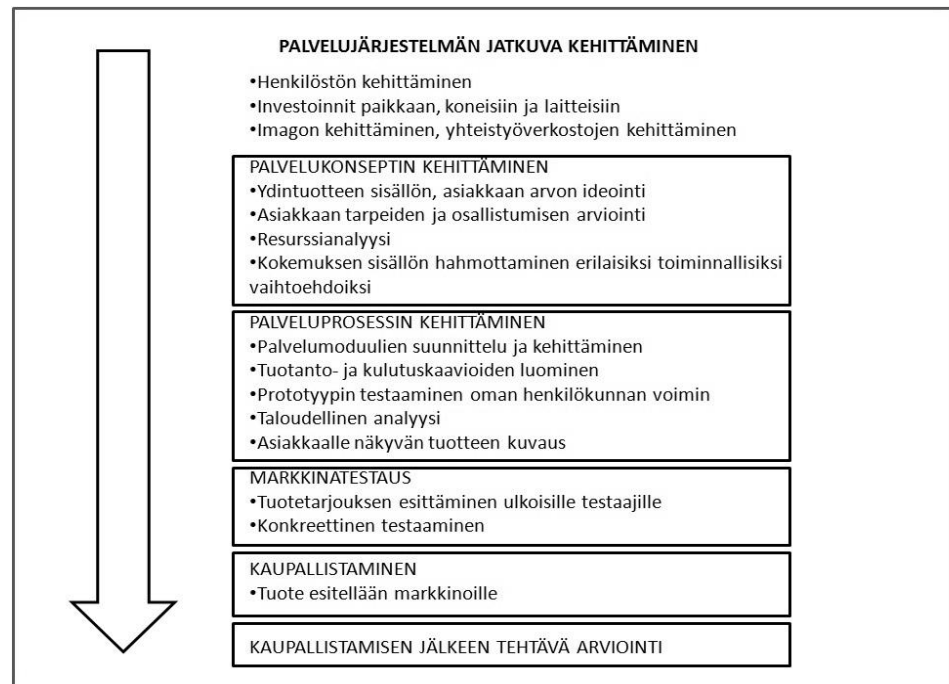 PALVELUJÄRJESTELMÄN JATKUVA KEHITTÄMINEN
•Henkilöstön kehittäminen
•Investoinnit paikkaan, koneisiin ja laitteisiin
•Imagon kehittäminen, yhteistyöverkostojen kehittäminen
PALVELUKONSEPTIN KEHITTÄMINEN
•Ydintuotteen sisällön, asiakkaan arvon ideointi
•Asiakkaan tarpeiden ja osallistumisen arviointi
•Resurssianalyysi
•Kokemuksen sisällön hahmottaminen erilaisiksi toiminnallisiksi
vaihtoehdoiksi
PALVELUPROSESSIN KEHITTÄMINEN
•Palvelumoduulien suunnittelu ja kehittäminen
•Tuotanto- ja kulutuskaavioiden luominen
•Prototyypin testaaminen oman henkilökunnan voimin
•Taloudellinen analyysi
•Asiakkaalle näkyvän tuotteen kuvaus
MARKKINATESTAUS
•Tuotetarjouksen esittäminen ulkoisille testaajille
•Konkreettinen testaaminen
KAUPALLISTAMINEN
•Tuote esitellään markkinoille
KAUPALLISTAMISEN JÄLKEEN TEHTÄVÄ ARVIOINTI